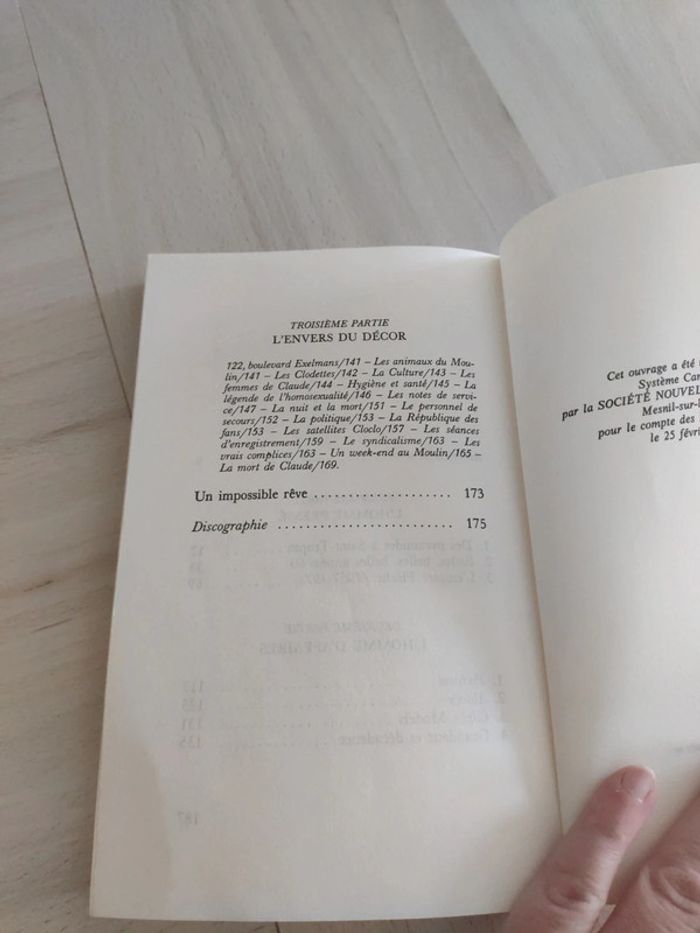 TROISIÈME PARTIE
L'ENVERS DU DÉCOR
122, boulevard Exelmans/141 – Les animaux du Mou-
lin/141 – Les Clodettes/142 – La Culture/143 – Les
femmes de Claude/144 – Hygiène et santé/145 – La
légende de l'homosexualité/146 – Les notes de servi-
ce/147 – La nuit et la mort/151 – Le personnel de
secours/152 – La politique/153 – La République des
fans/153 – Les satellites Cloclo/157 – Les séances
d'enregistrement/159 – Le syndicalisme/163 – Les
vrais complices/163 – Un week-end au Moulin/165 –
La mort de Claude/169.
Un impossible rêve .................... 173
Discographie .......................... 175
Cet ouvrage a été
Système
par la SOCIÉTÉ
Mesnil-sur-
pour le compte des
le 25